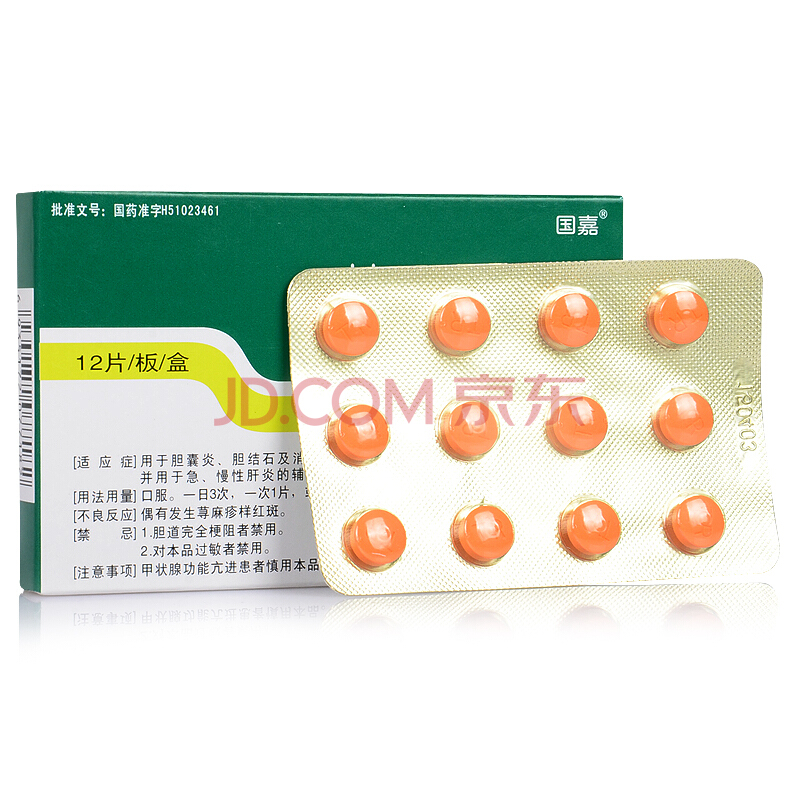 批准文号：国药准字H51023461
国嘉®
12片/板/盒
JD.COM 京东
120403
[适 应 症] 用于胆囊炎、胆结石及消
并用于急、慢性肝炎的辅
[用法用量] 口服。一日3次，一次1片，
[不良反应] 偶有发生荨麻疹样红斑。
[禁　　忌] 1.胆道完全梗阻者禁用。
2.对本品过敏者禁用。
[注意事项] 甲状腺功能亢进患者慎用本品